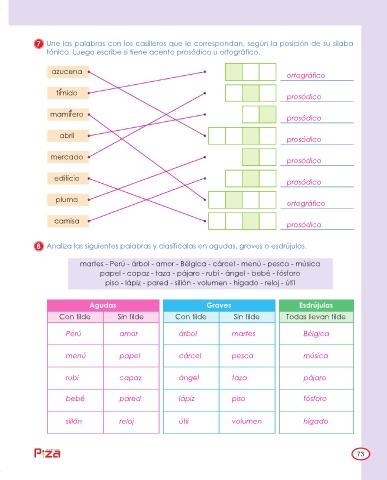 7 Une las palabras con los casilleros que le correspondan, según la posición de su sílaba
tónica. Luego escribe si tiene acento prosódico u ortográfico.
azucena
ortográfico
tímido
prosódico
mamífero
prosódico
abril
prosódico
mercado
prosódico
edificio
prosódico
pluma
ortográfico
camisa
prosódico
8 Analiza las siguientes palabras y clasifícalas en agudas, graves o esdrújulas.
martes - Perú - árbol - amor - Bélgica - cárcel - menú - pesca - música
papel - capaz - taza - pájaro - rubí - ángel - bebé - fósforo
piso - lápiz - pared - sillón - volumen - hígado - reloj - útil
Agudas Graves Esdrújulas
Con tilde Sin tilde Con tilde Sin tilde Todas llevan tilde
Perú amor árbol martes Bélgica
menú papel cárcel pesca música
rubí capaz ángel taza pájaro
bebé pared lápiz piso fósforo
sillón reloj útil volumen hígado
Piza
73